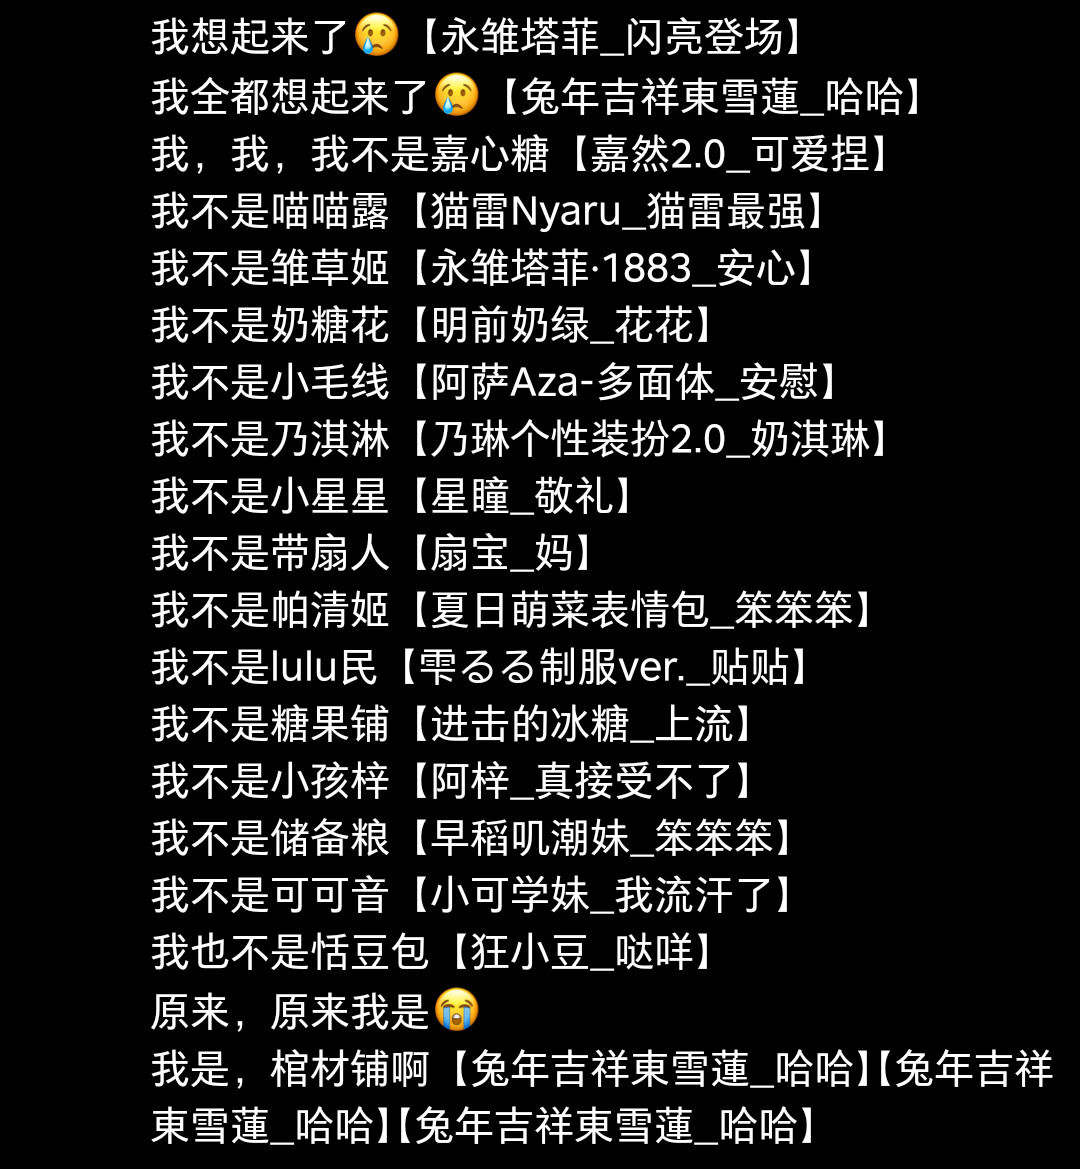 我想起来了😢【永雏塔菲_闪亮登场】
我全都想起来了😢【兔年吉祥東雪蓮_哈哈】
我，我，我不是嘉心糖【嘉然2.0_可爱捏】
我不是喵喵露【猫雷Nyaru_猫雷最强】
我不是雏草姬【永雏塔菲·1883_安心】
我不是奶糖花【明前奶绿_花花】
我不是小毛线【阿萨Aza-多面体_安慰】
我不是乃淇淋【乃琳个性装扮2.0_奶淇琳】
我不是小星星【星瞳_敬礼】
我不是带扇人【扇宝_妈】
我不是帕清姬【夏日萌菜表情包_笨笨笨】
我不是lulu民【雫るる制服ver._贴贴】
我不是糖果铺【进击的冰糖_上流】
我不是小孩梓【阿梓_真接受不了】
我不是储备粮【早稻叽潮妹_笨笨笨】
我不是可可音【小可学妹_我流汗了】
我也不是恬豆包【狂小豆_哒咩】
原来，原来我是😭
我是，棺材铺啊【兔年吉祥東雪蓮_哈哈】【兔年吉祥
東雪蓮_哈哈】【兔年吉祥東雪蓮_哈哈】